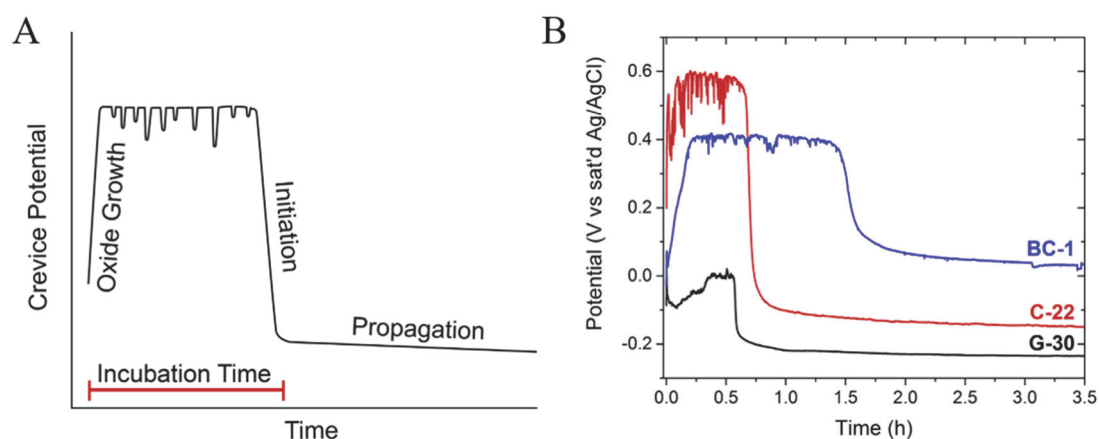 A
Crevice Potential
Oxide Growth
Initiation
Propagation
Incubation Time
Time
B
Potential (V vs sat'd Ag/AgCl)
0.6
0.4
0.2
0.0
-0.2
BC-1
C-22
G-30
0.0 0.5 1.0 1.5 2.0 2.5 3.0 3.5
Time (h)